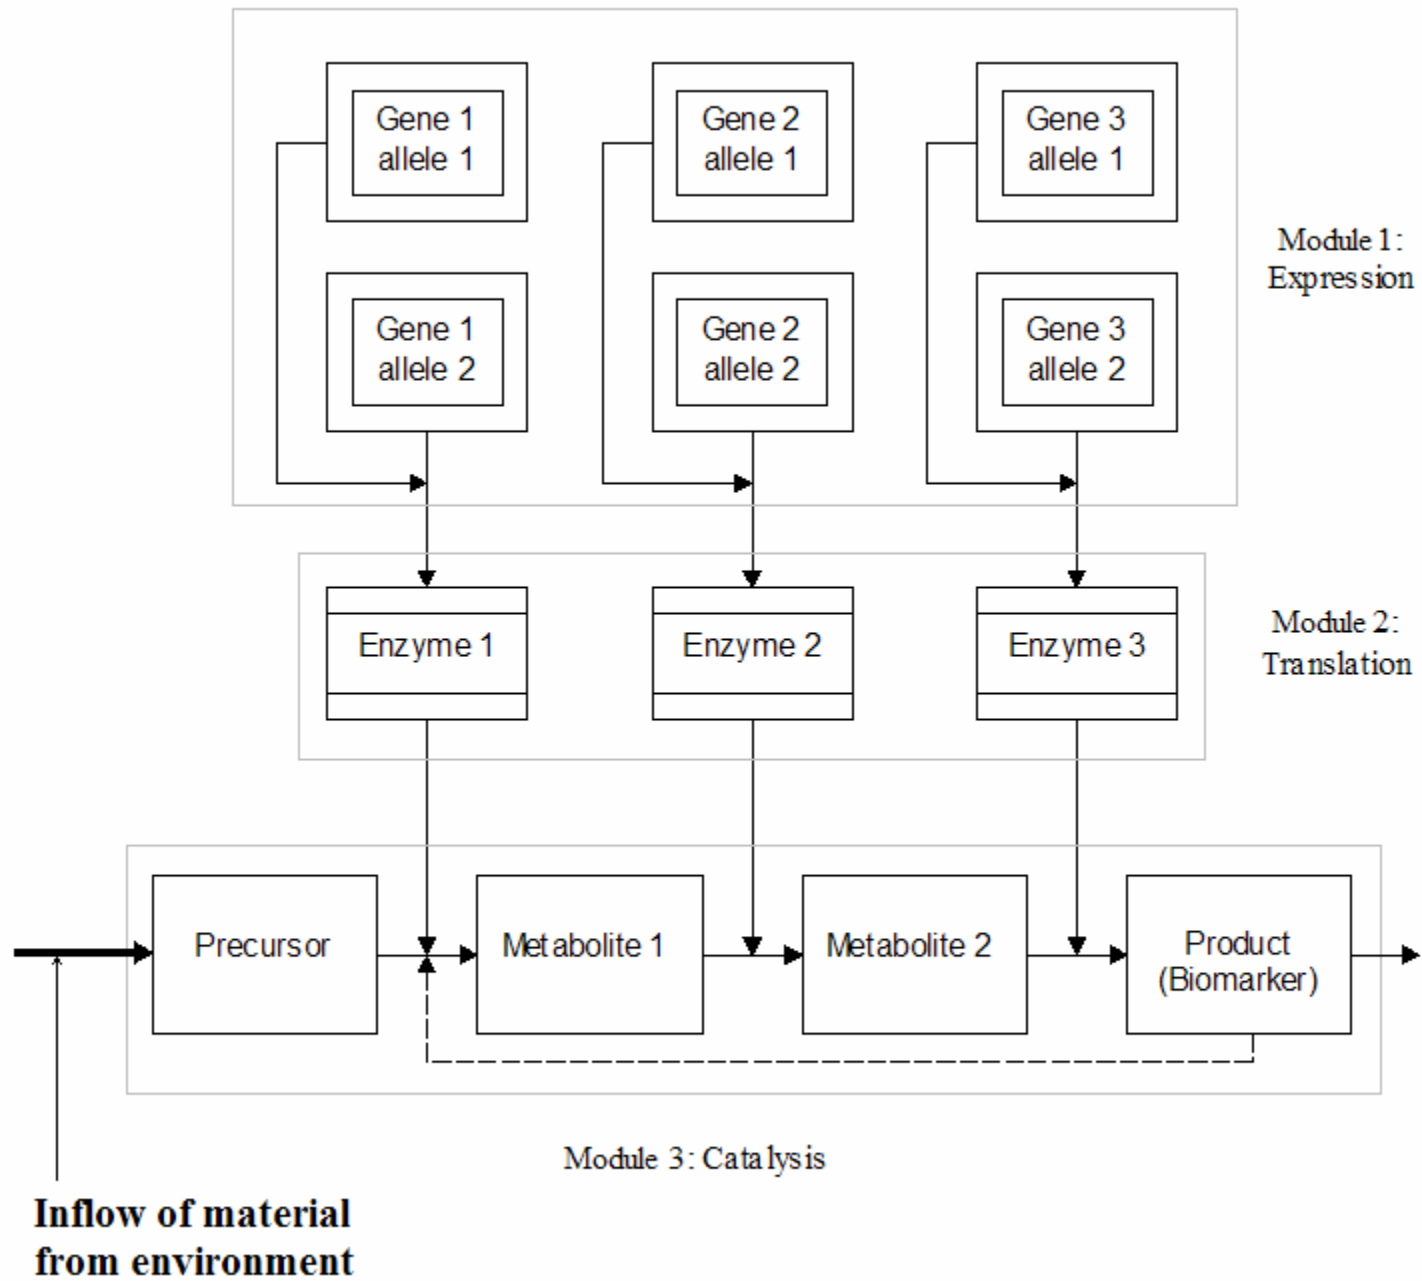 Gene 1
allele 1
Gene 2
allele 1
Gene 3
allele 1
Module 1:
Expression
Gene 1
allele 2
Gene 2
allele 2
Gene 3
allele 2
Enzyme 1
Enzyme 2
Enzyme 3
Module 2:
Translation
Precursor
Metabolite 1
Metabolite 2
Product
(Biomarker)
Module 3: Catalysis
Inflow of material
from environment